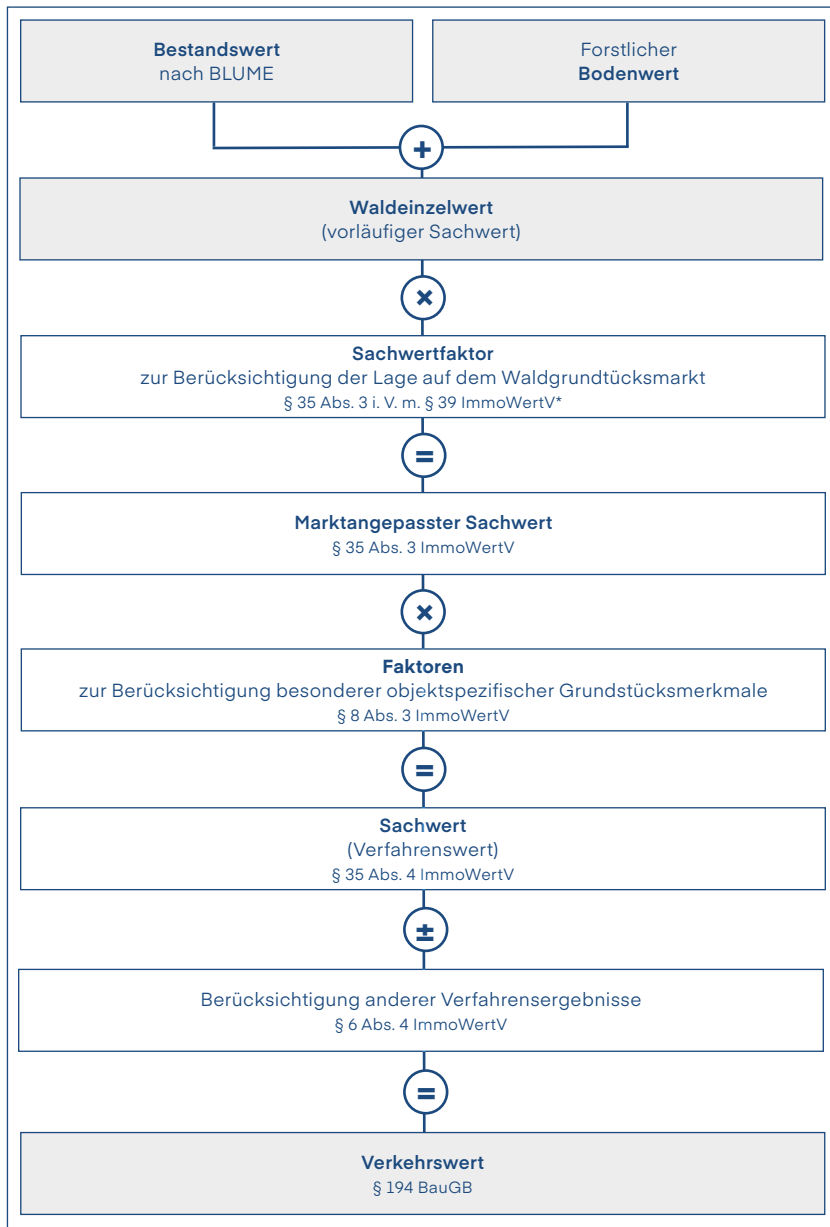 Bestandswert
nach BLUME
Forstlicher
Bodenwert
+
Waldeinzelwert
(vorläufiger Sachwert)
×
Sachwertfaktor
zur Berücksichtigung der Lage auf dem Waldgrundtücksmarkt
§ 35 Abs. 3 i. V. m. § 39 ImmoWertV*
=
Marktangepasster Sachwert
§ 35 Abs. 3 ImmoWertV
×
Faktoren
zur Berücksichtigung besonderer objektspezifischer Grundstücksmerkmale
§ 8 Abs. 3 ImmoWertV
=
Sachwert
(Verfahrenswert)
§ 35 Abs. 4 ImmoWertV
±
Berücksichtigung anderer Verfahrensergebnisse
§ 6 Abs. 4 ImmoWertV
=
Verkehrswert
§ 194 BauGB